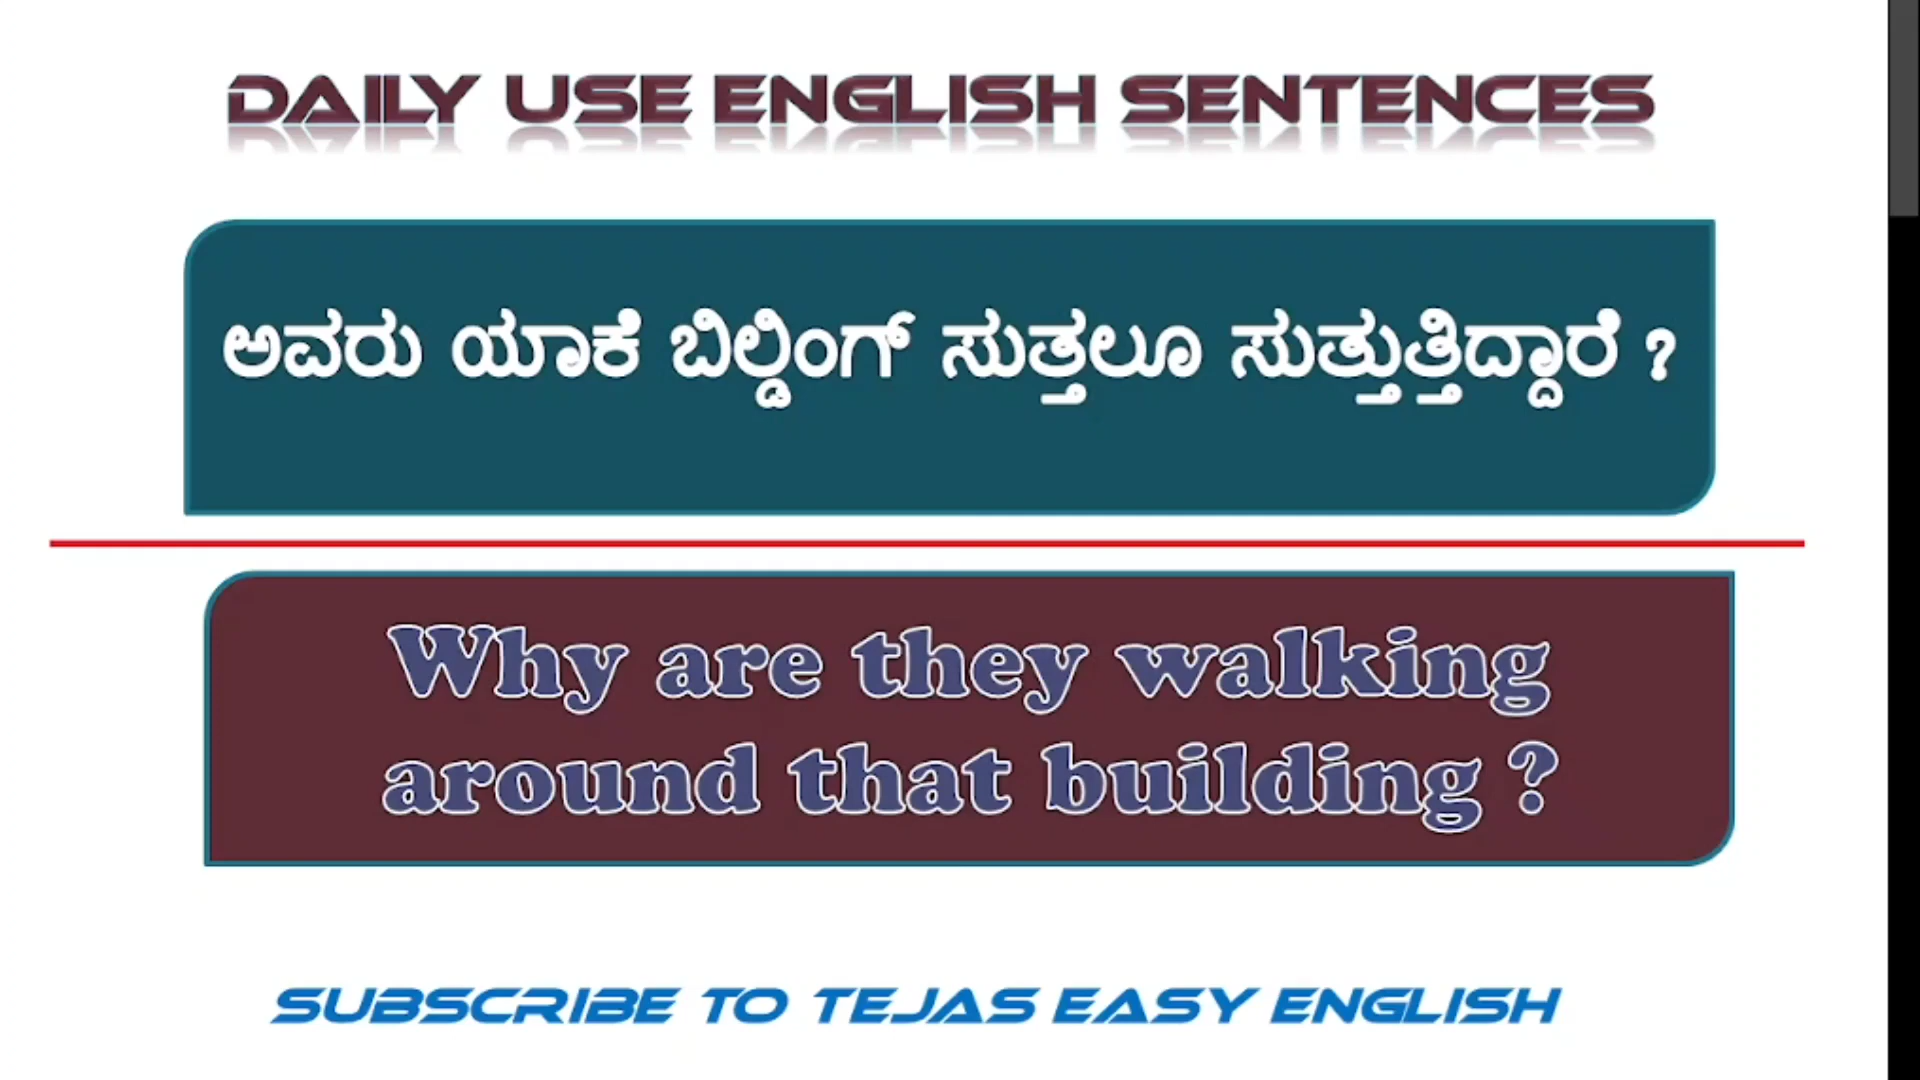 DAILY USE ENGLISH SENTENCES
ಅವರು ಯಾಕೆ ಬಿಲ್ಡಿಂಗ್ ಸುತ್ತಲೂ ಸುತ್ತುತ್ತಿದ್ದಾರೆ ?
Why are they walking
around that building ?
SUBSCRIBE TO TEJAS EASY ENGLISH